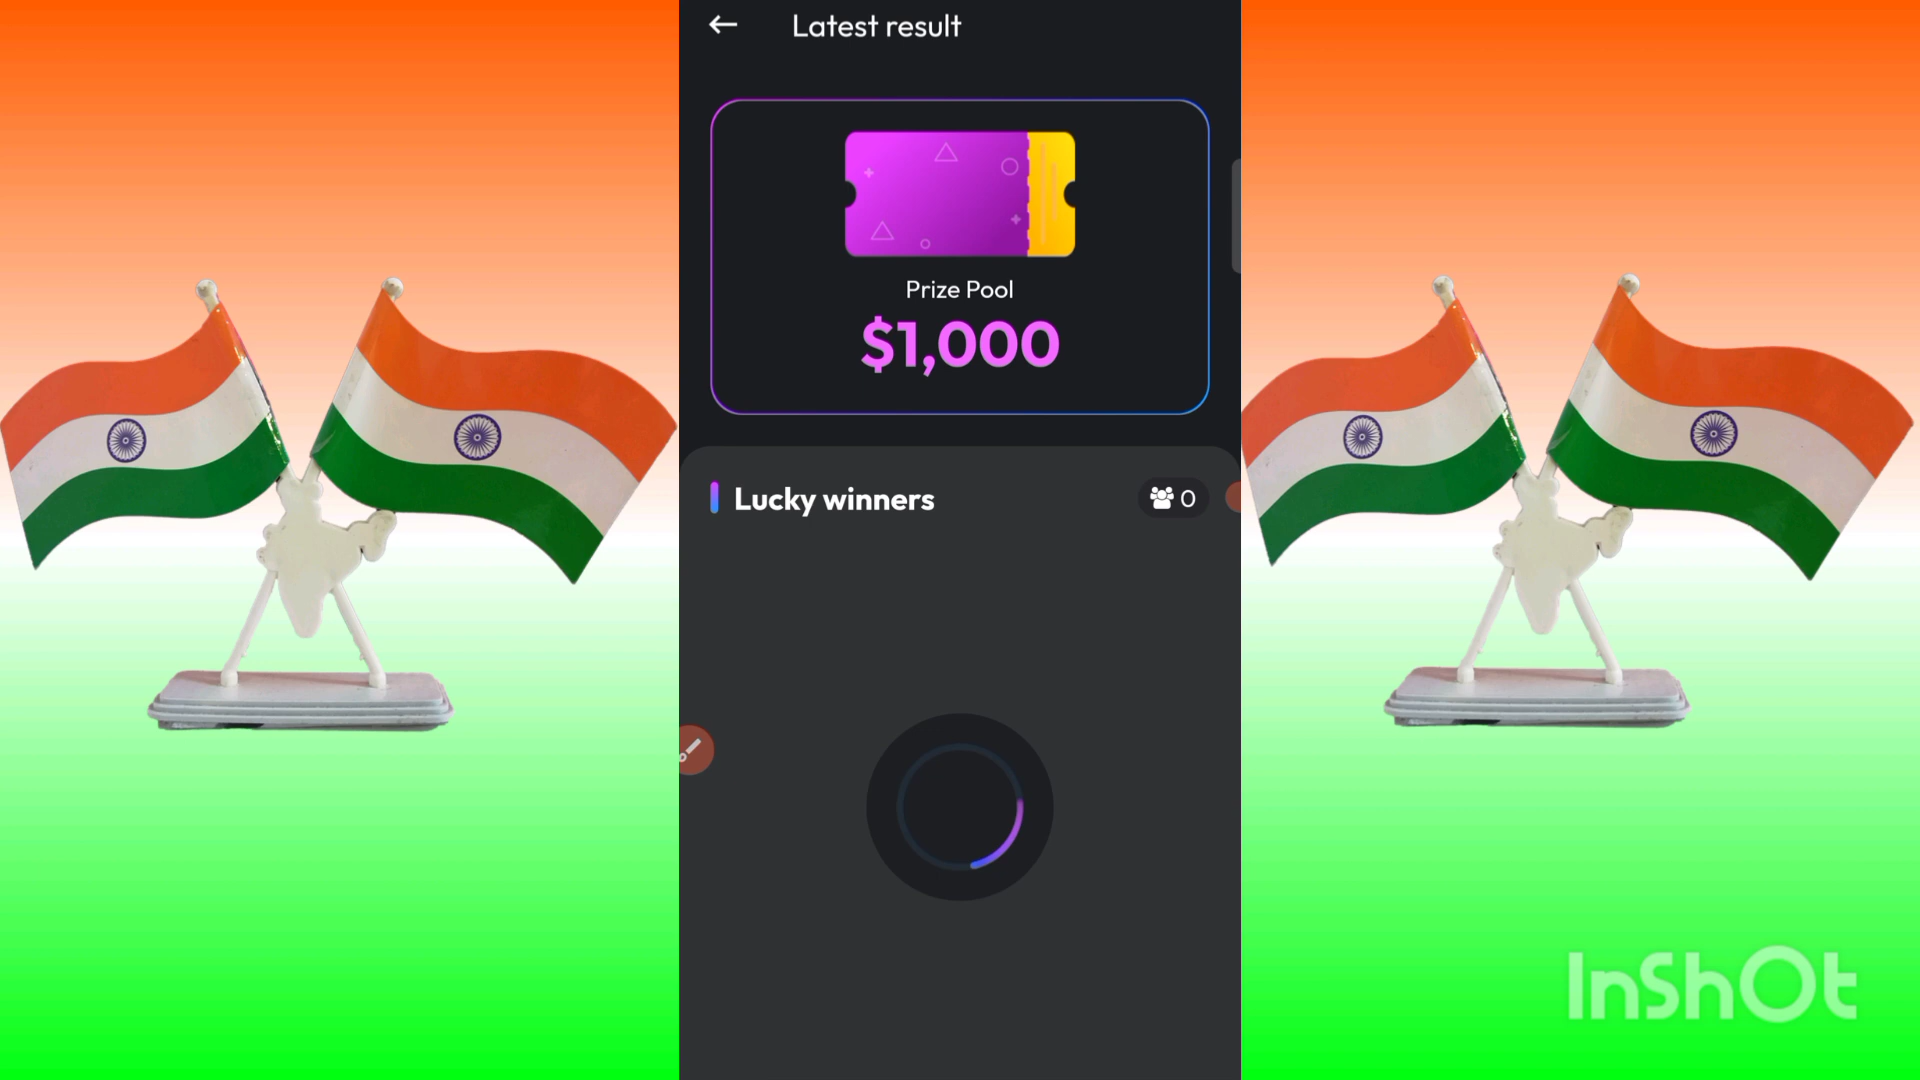 Latest result
Prize Pool
$1,000
Lucky winners
0
InShOt